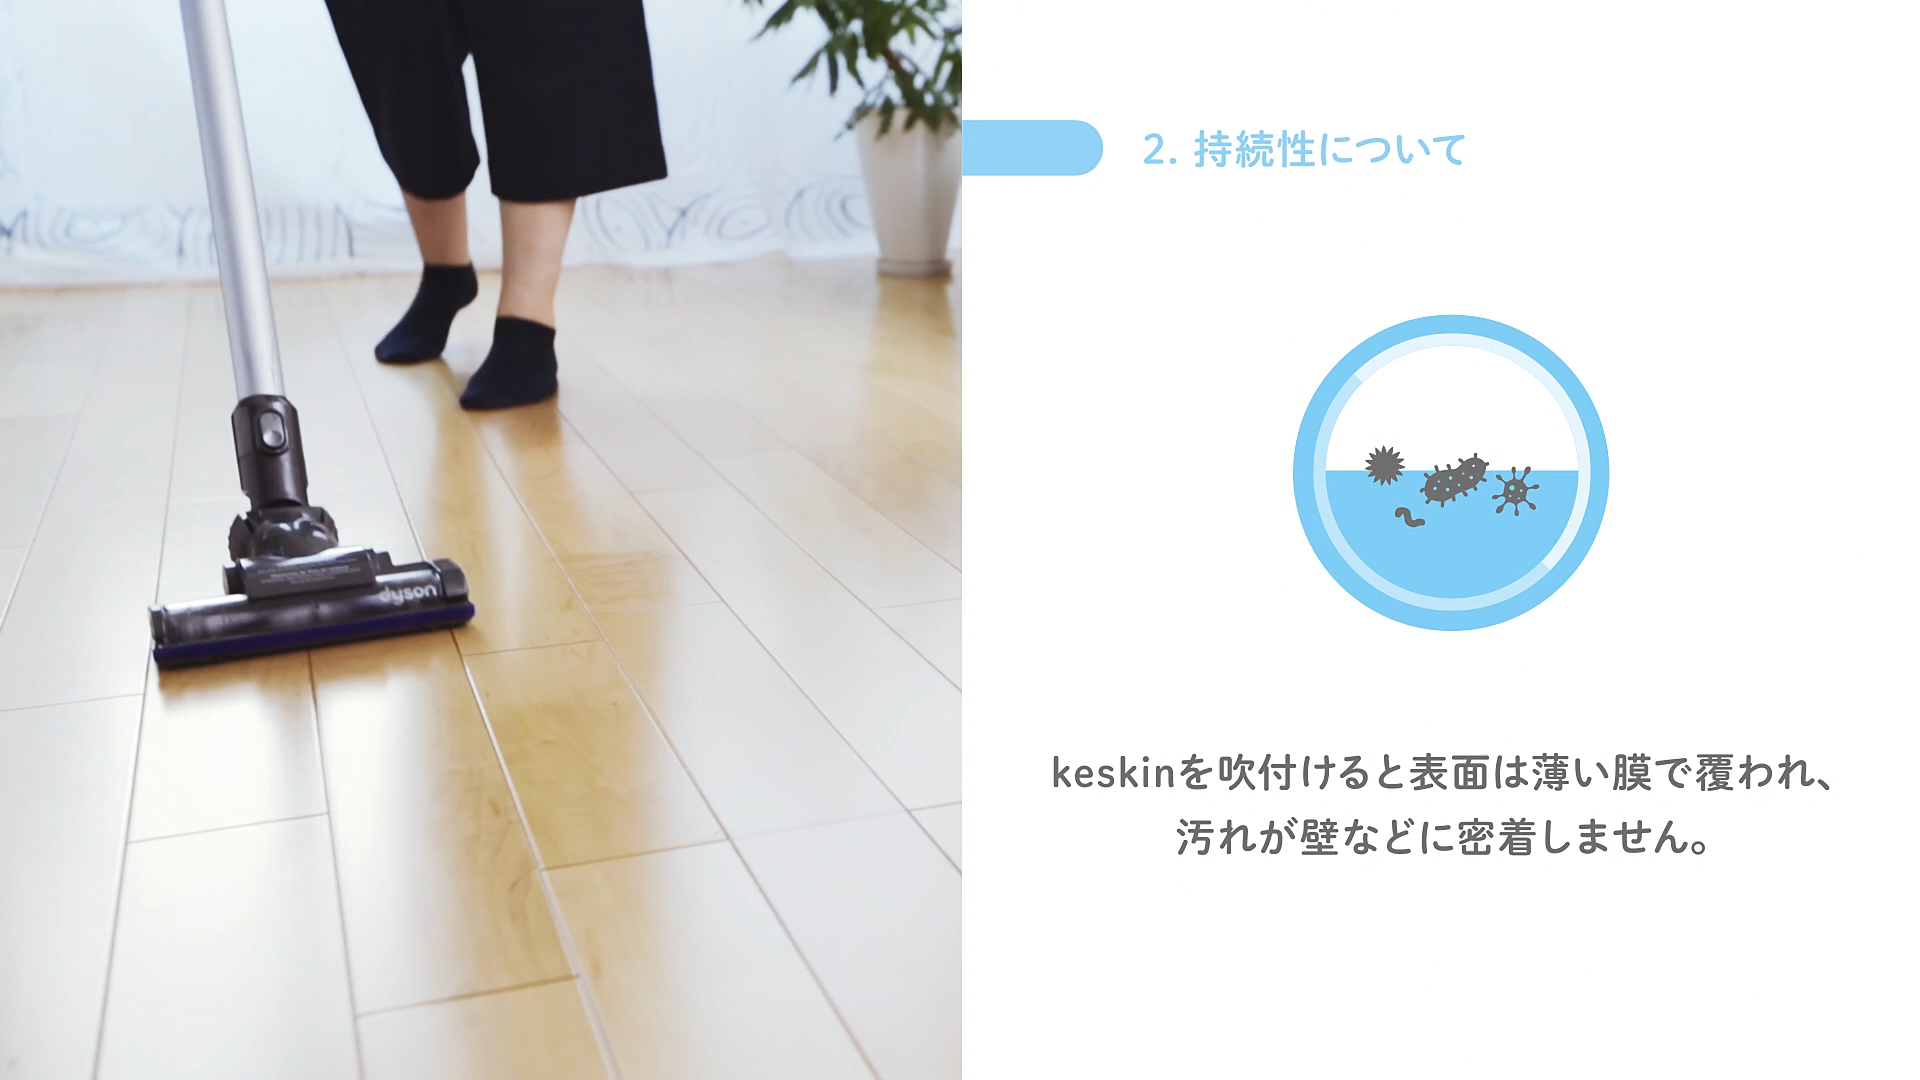 dyson
2. 持続性について
keskinを吹付けると表面は薄い膜で覆われ、
汚れが壁などに密着しません。